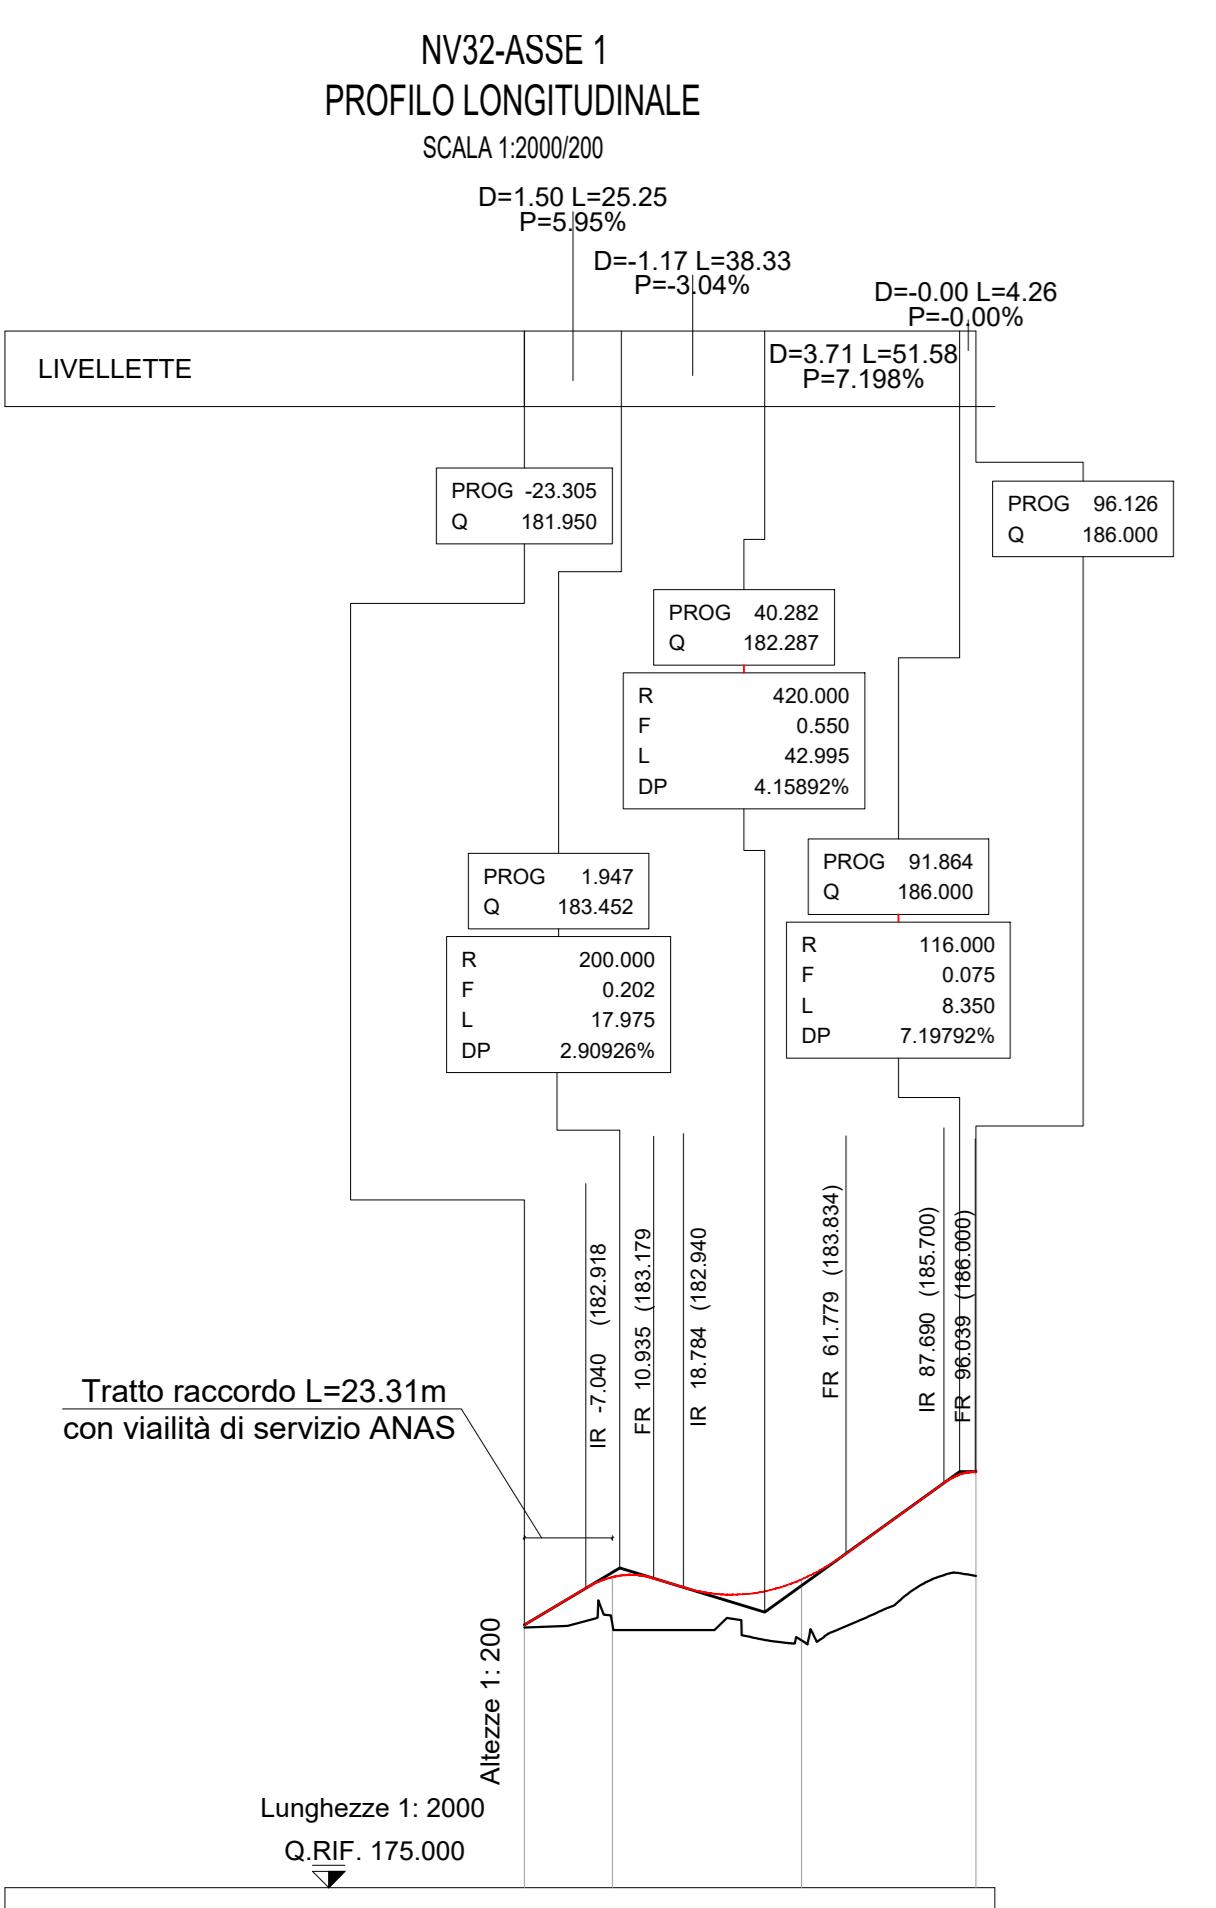 NV32-ASSE 1
PROFILO LONGITUDINALE
SCALA 1:2000/200
D=1.50 L=25.25
P=5.95%
D=-1.17 L=38.33
P=-3.04%
D=-0.00 L=4.26
P=-0.00%
D=3.71 L=51.58
P=7.198%
LIVELLETTE
PROG -23.305
Q 181.950
PROG 96.126
Q 186.000
PROG 40.282
Q 182.287
R 420.000
F 0.550
L 42.995
DP 4.15892%
PROG 1.947
Q 183.452
R 200.000
F 0.202
L 17.975
DP 2.90926%
PROG 91.864
Q 186.000
R 116.000
F 0.075
L 8.350
DP 7.19792%
IR -7.040 (182.918
FR 10.935 (183.179
IR 18.784 (182.940
FR 61.779 (183.834)
IR 87.690 (185.700)
FR 96.039 (186.000)
Tratto raccordo L=23.31m
con viailità di servizio ANAS
Altezze 1: 200
Lunghezze 1: 2000
Q.RIF. 175.000